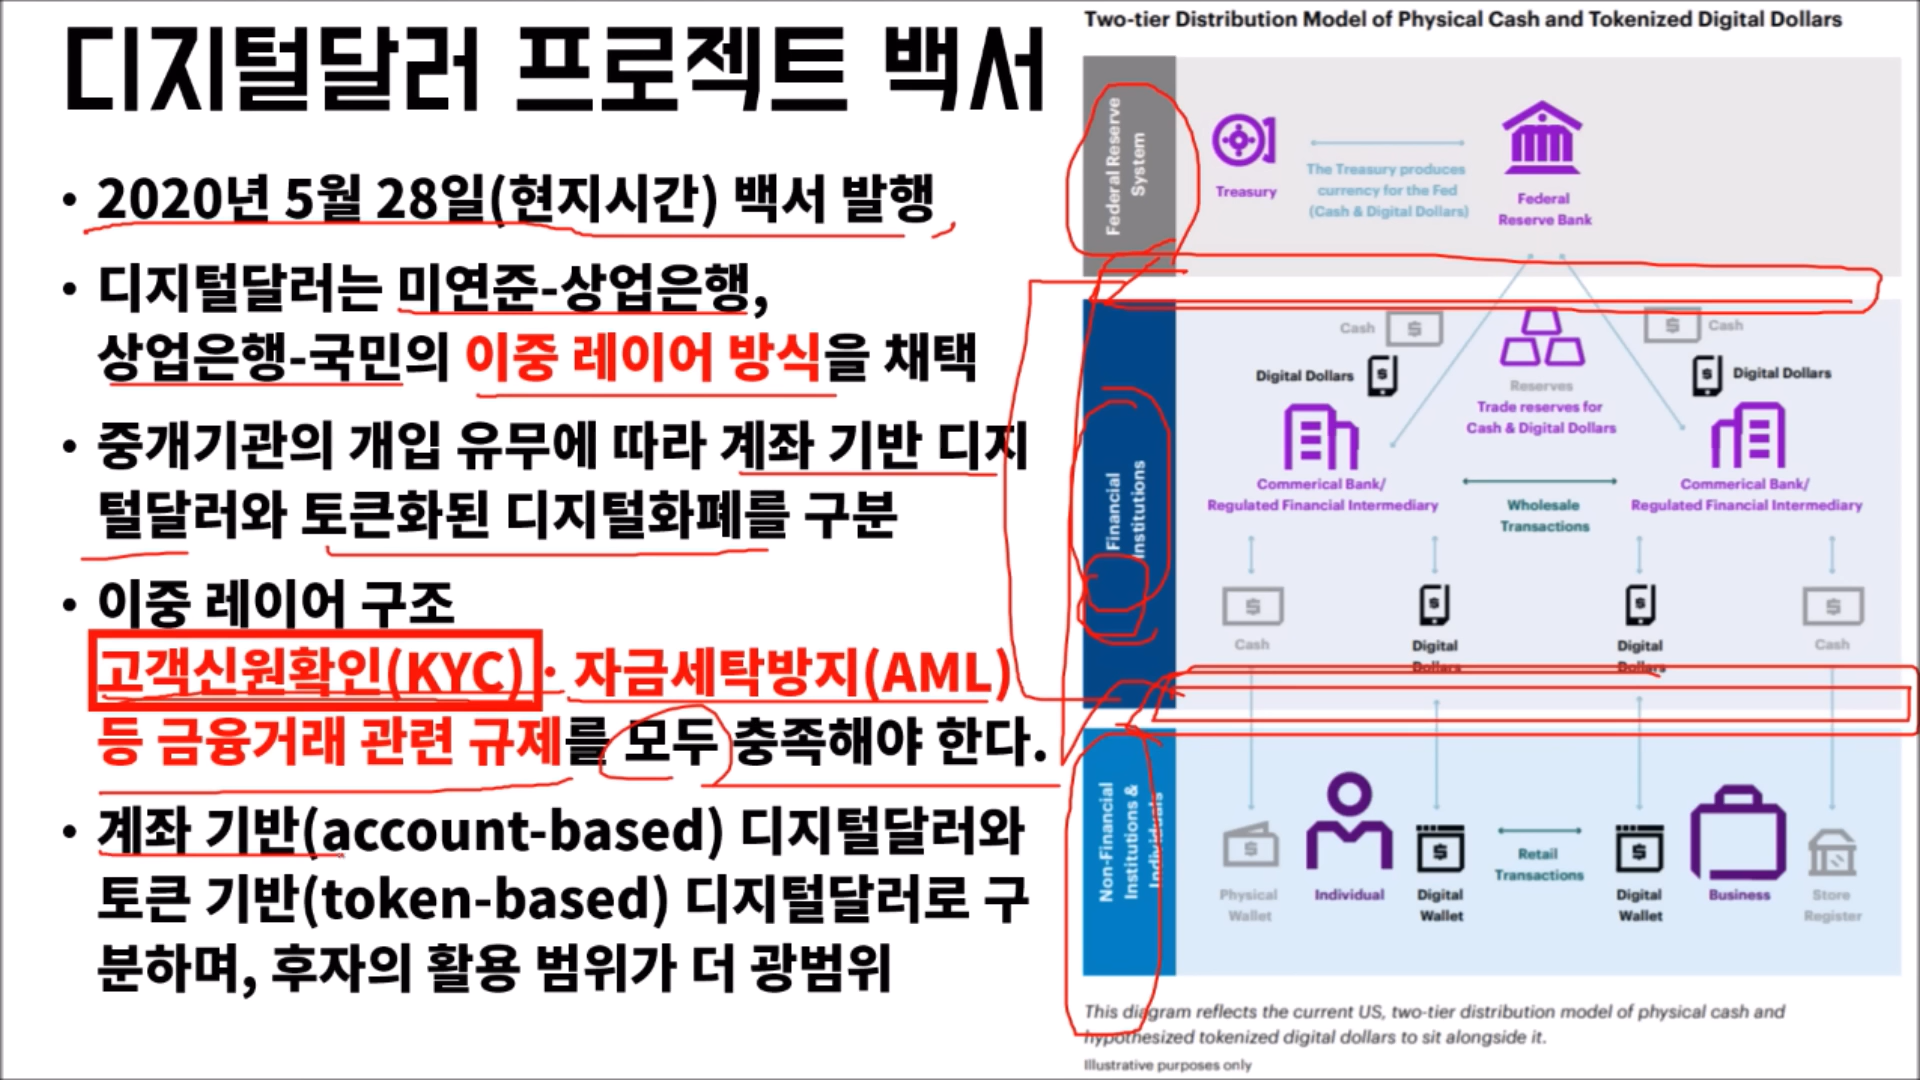 디지털달러 프로젝트 백서
• 2020년 5월 28일(현지시간) 백서 발행
• 디지털달러는 미연준-상업은행,
상업은행-국민의 이중 레이어 방식을 채택
• 중개기관의 개입 유무에 따라 계좌 기반 디지
털달러와 토큰화된 디지털화폐를 구분
• 이중 레이어 구조
고객신원확인(KYC)· 자금세탁방지(AML)
등 금융거래 관련 규제를 모두 충족해야 한다.
• 계좌 기반(account-based) 디지털달러와
토큰 기반(token-based) 디지털달러로 구
분하며, 후자의 활용 범위가 더 광범위
Two-tier Distribution Model of Physical Cash and Tokenized Digital Dollars
Federal Reserve
System
Treasury
The Treasury produces
currency for the Fed
(Cash & Digital Dollars)
Federal
Reserve Bank
Financial
Institutions
Cash
Digital Dollars
Reserves
Trade reserves for
Cash & Digital Dollars
Cash
Digital Dollars
Commerical Bank/
Regulated Financial Intermediary
Wholesale
Transactions
Commerical Bank/
Regulated Financial Intermediary
Cash
Digital
Dollars
Digital
Dollars
Cash
Non-Financial
Institutions &
Individuals
Physical
Wallet
Individual
Digital
Wallet
Retail
Transactions
Digital
Wallet
Business
Store
Register
This diagram reflects the current US, two-tier distribution model of physical cash and
hypothesized tokenized digital dollars to sit alongside it.
Illustrative purposes only